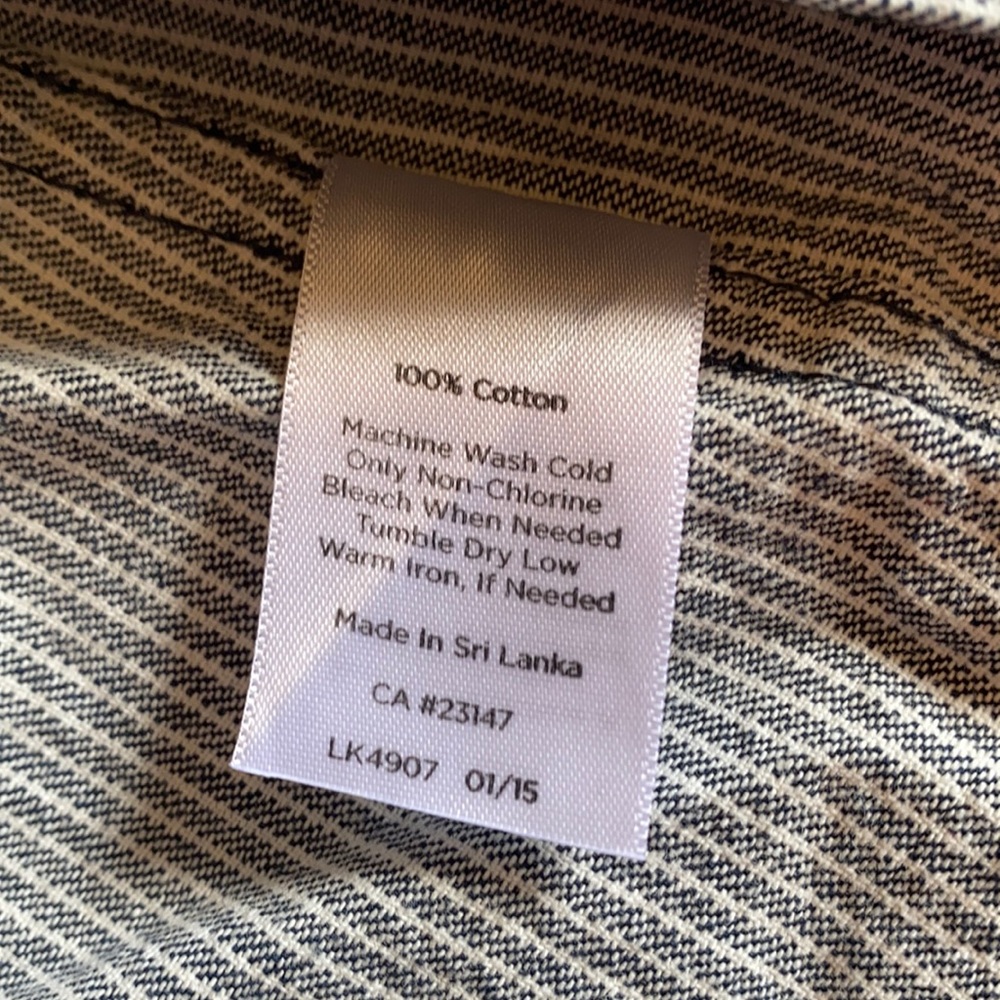 100% Cotton
Machine Wash Cold
Only Non-Chlorine
Bleach When Needed
Tumble Dry Low
Warm Iron, If Needed
Made In Sri Lanka
CA #23147
LK4907 01/15